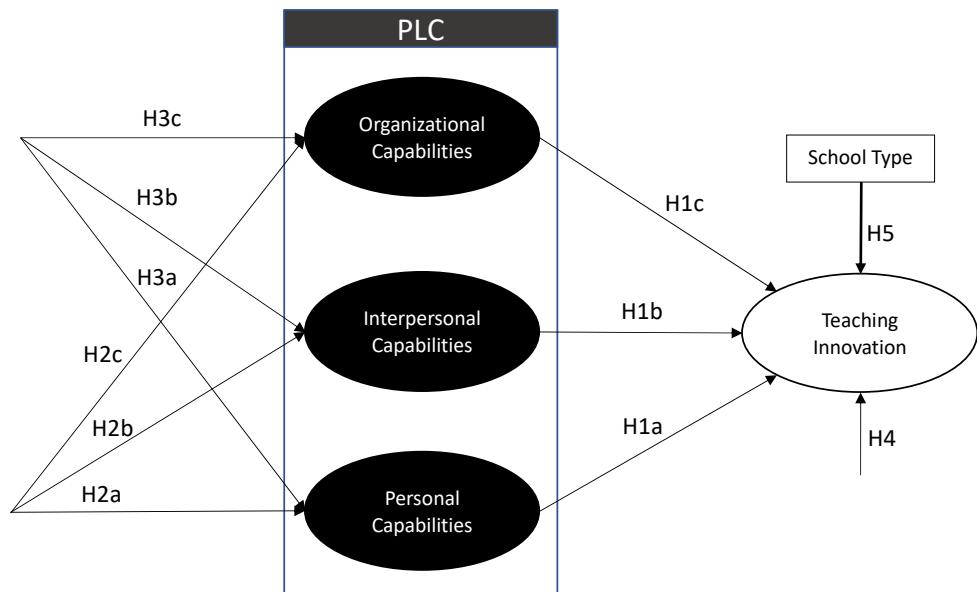 PLC
H3c
Organizational
Capabilities
School Type
H3b
H1c
H5
H3a
Interpersonal
Capabilities
H1b
Teaching
Innovation
H2c
H2b
H1a
H4
H2a
Personal
Capabilities